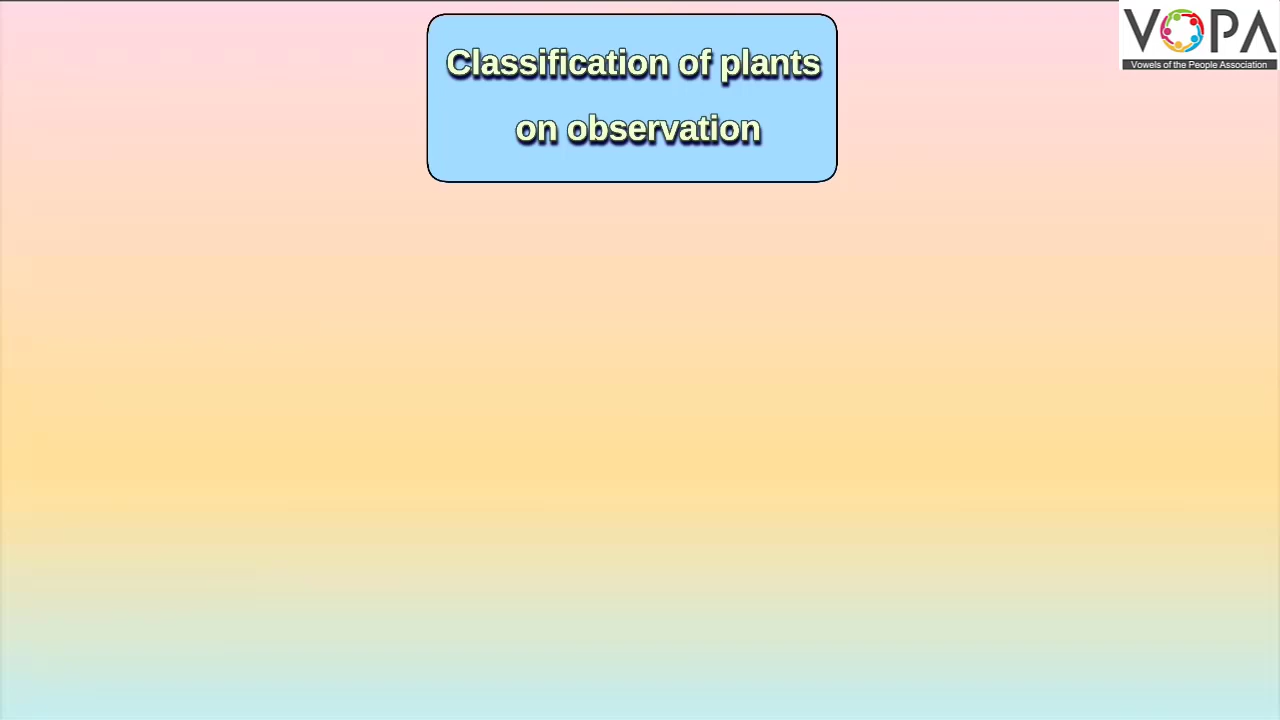 VOPA
Vowels of the People Association
Classification of plants
on observation